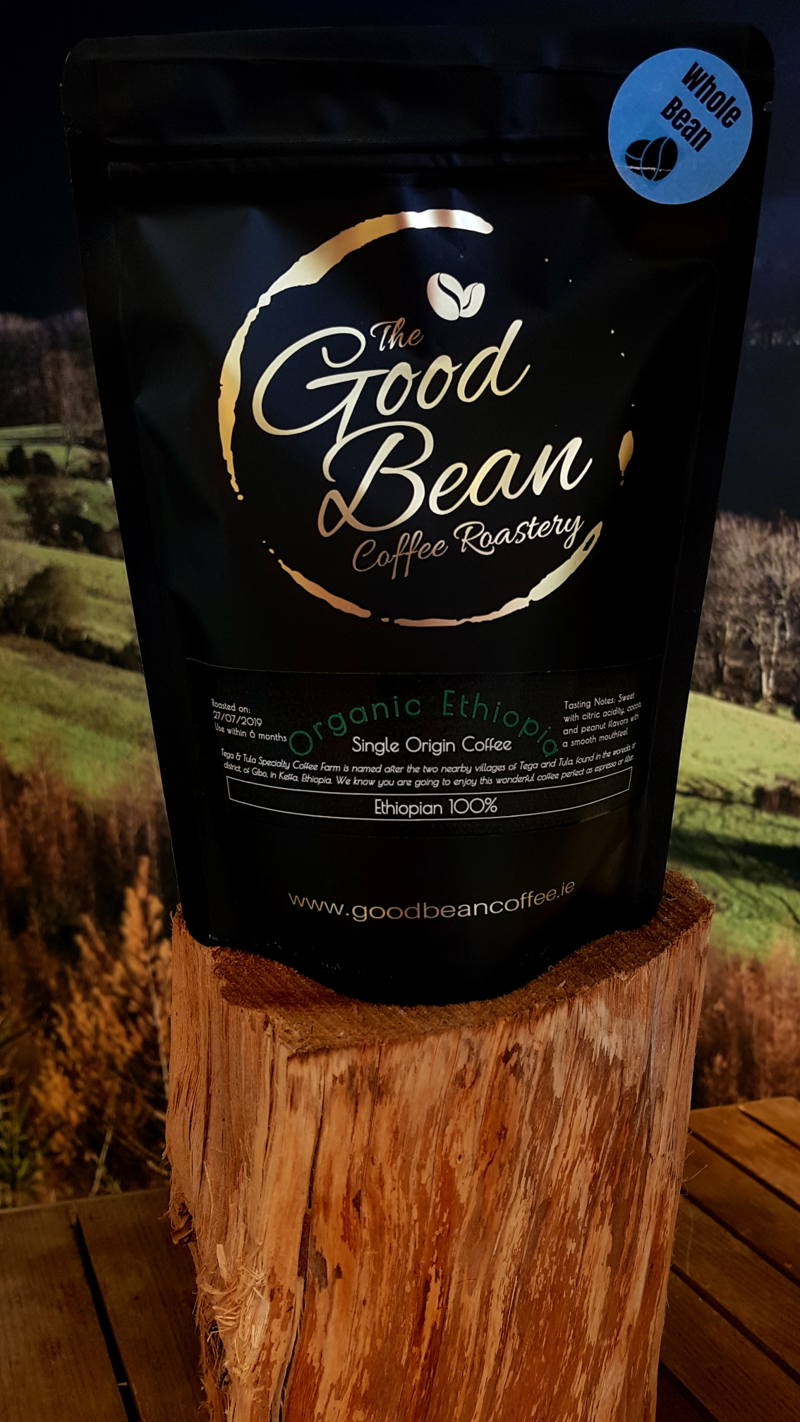 Whole
Bean
The
Good
Bean
Coffee Roastery
Organic Ethiopia
Roasted on:
27/07/2019
Use within 6 months
Single Origin Coffee
Tasting Notes: Sweet
with citric acidity, cocoa
and peanut flavors with
a smooth mouthfeel.
Tega & Tula Specialty Coffee Farm is named after the two nearby villages of Tega and Tula, found in the woreda or
district of Gibo, in Keffa, Ethiopia. We know you are going to enjoy this wonderful coffee perfect as espresso or filter.
Ethiopian 100%
www.goodbeancoffee.ie